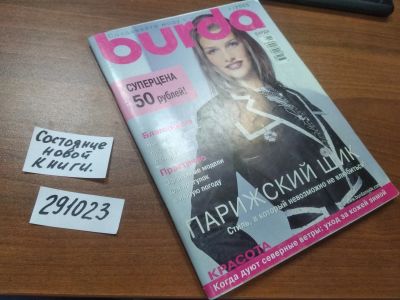 burda
СУПЕРЦЕНА
50 рублей!
ПАРИЖСКИЙ ШИК
Стиль, в который невозможно не влюбиться
КРАСОТА
Когда дуют северные ветры: уход за кожей зимой
Состояние
новой
книги.
291023